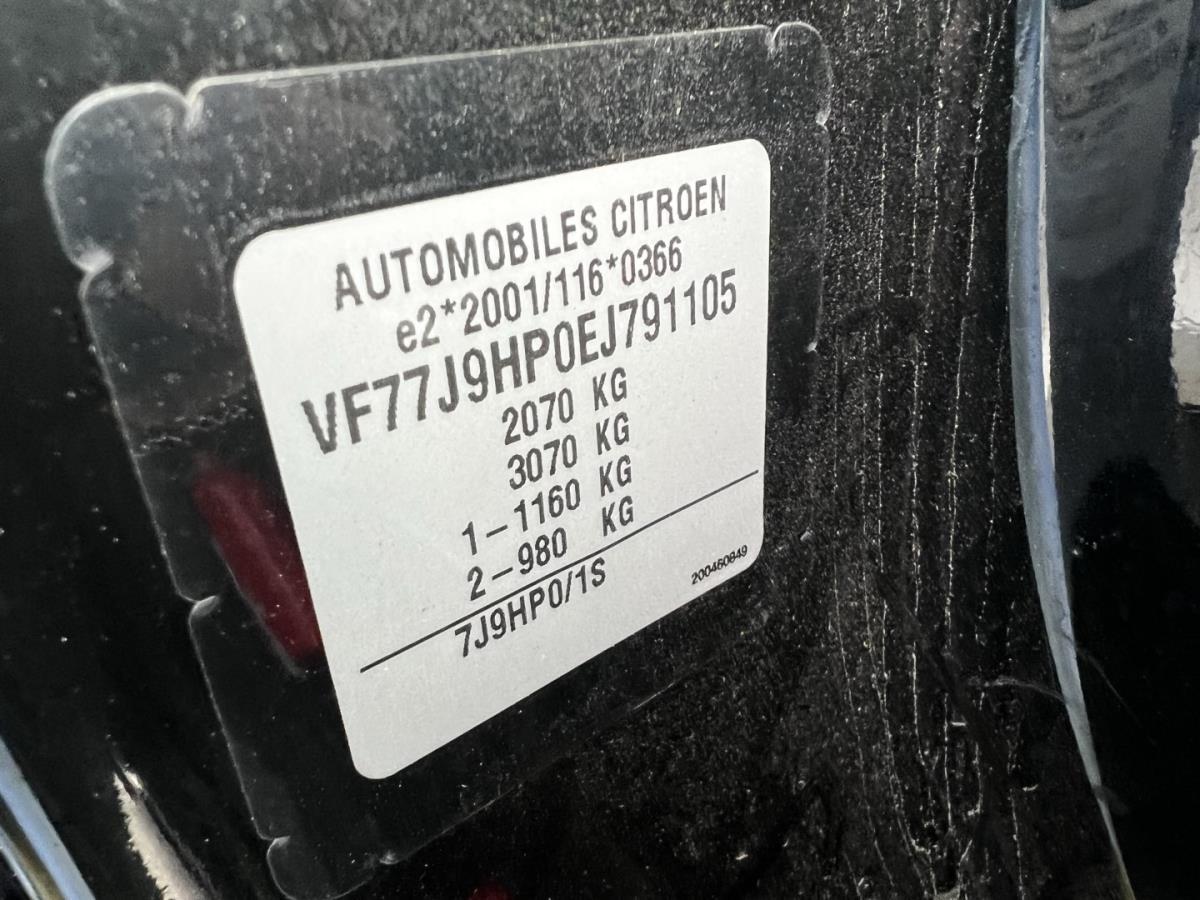 AUTOMOBILES CITROEN
e2*2001/116*0366
VF77J9HP0EJ791105
2070 KG
3070 KG
1-1160 KG
2-980 KG
7J9HP0/1S
200460849